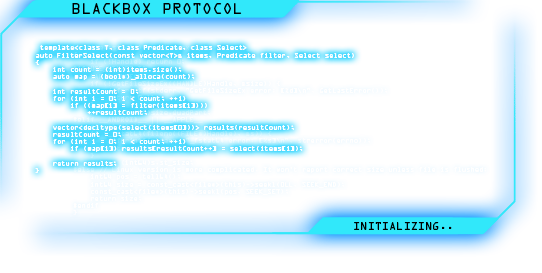 BLACKBOX PROTOCOL
template<class T, class Predicate, class Select>
auto FilterSelect(const vector<T>& items, Predicate filter, Select select)
{
int count = (int)items.size();
auto map = (bool*)_alloca(count);
int resultCount = 0;
for (int i = 0; i < count; ++i)
if ((map[i] = filter(items[i])))
++resultCount;
vector<decltype(select(items[0]))> results(resultCount);
resultCount = 0;
for (int i = 0; i < count; ++i)
if (map[i]) results[resultCount++] = select(items[i]);
return results;
}
INITIALIZING..